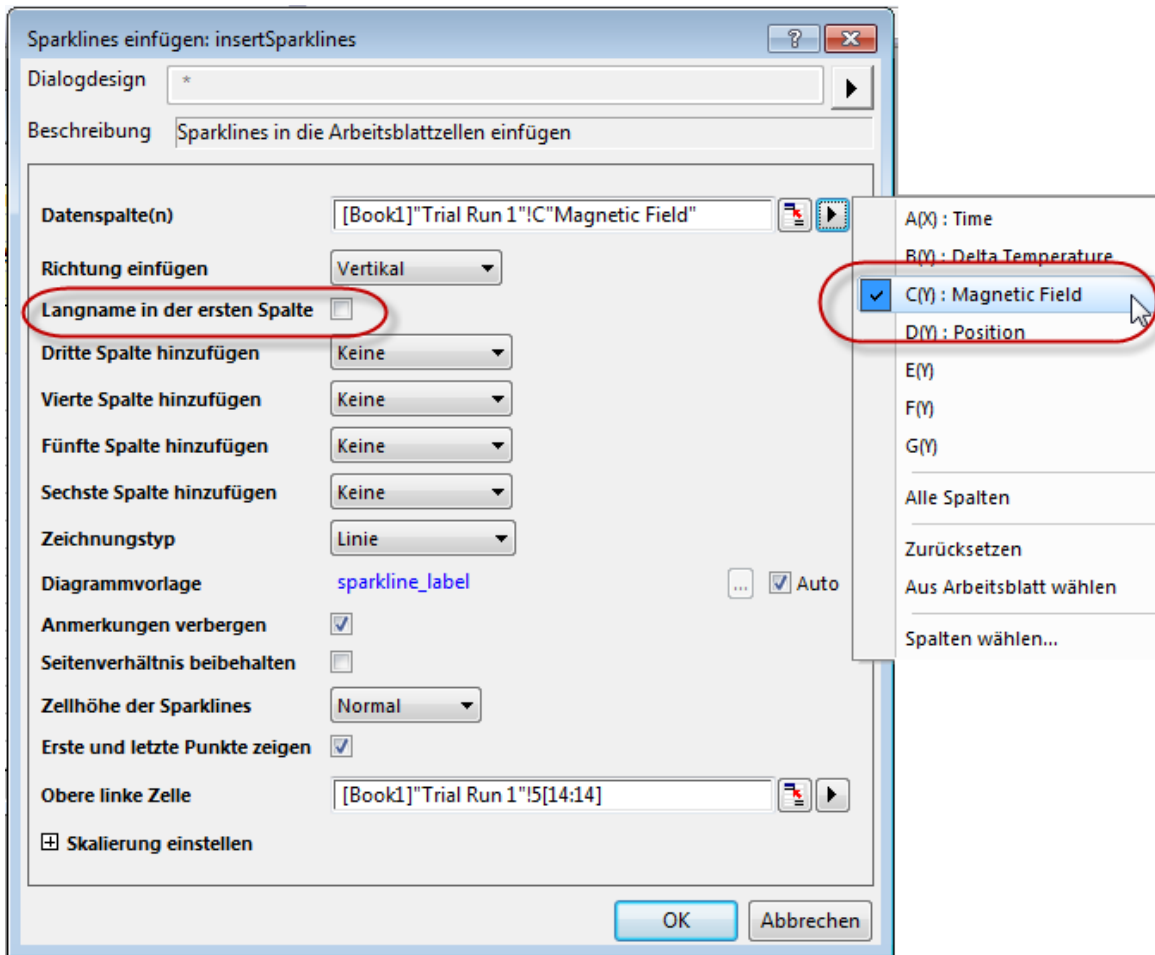 Sparklines einfügen: insertSparklines
Dialogdesign *
Beschreibung Sparklines in die Arbeitsblattzellen einfügen
Datenspalte(n) [Book1]"Trial Run 1"!C"Magnetic Field"
Richtung einfügen Vertikal
Langname in der ersten Spalte
Dritte Spalte hinzufügen Keine
Vierte Spalte hinzufügen Keine
Fünfte Spalte hinzufügen Keine
Sechste Spalte hinzufügen Keine
Zeichnungstyp Linie
Diagrammvorlage sparkline_label ... Auto
Anmerkungen verbergen
Seitenverhältnis beibehalten
Zellhöhe der Sparklines Normal
Erste und letzte Punkte zeigen
Obere linke Zelle [Book1]"Trial Run 1"!5[14:14]
Skalierung einstellen
OK Abbrechen
A(X) : Time
B(Y) : Delta Temperature
C(Y) : Magnetic Field
D(Y) : Position
E(Y)
F(Y)
G(Y)
Alle Spalten
Zurücksetzen
Aus Arbeitsblatt wählen
Spalten wählen...